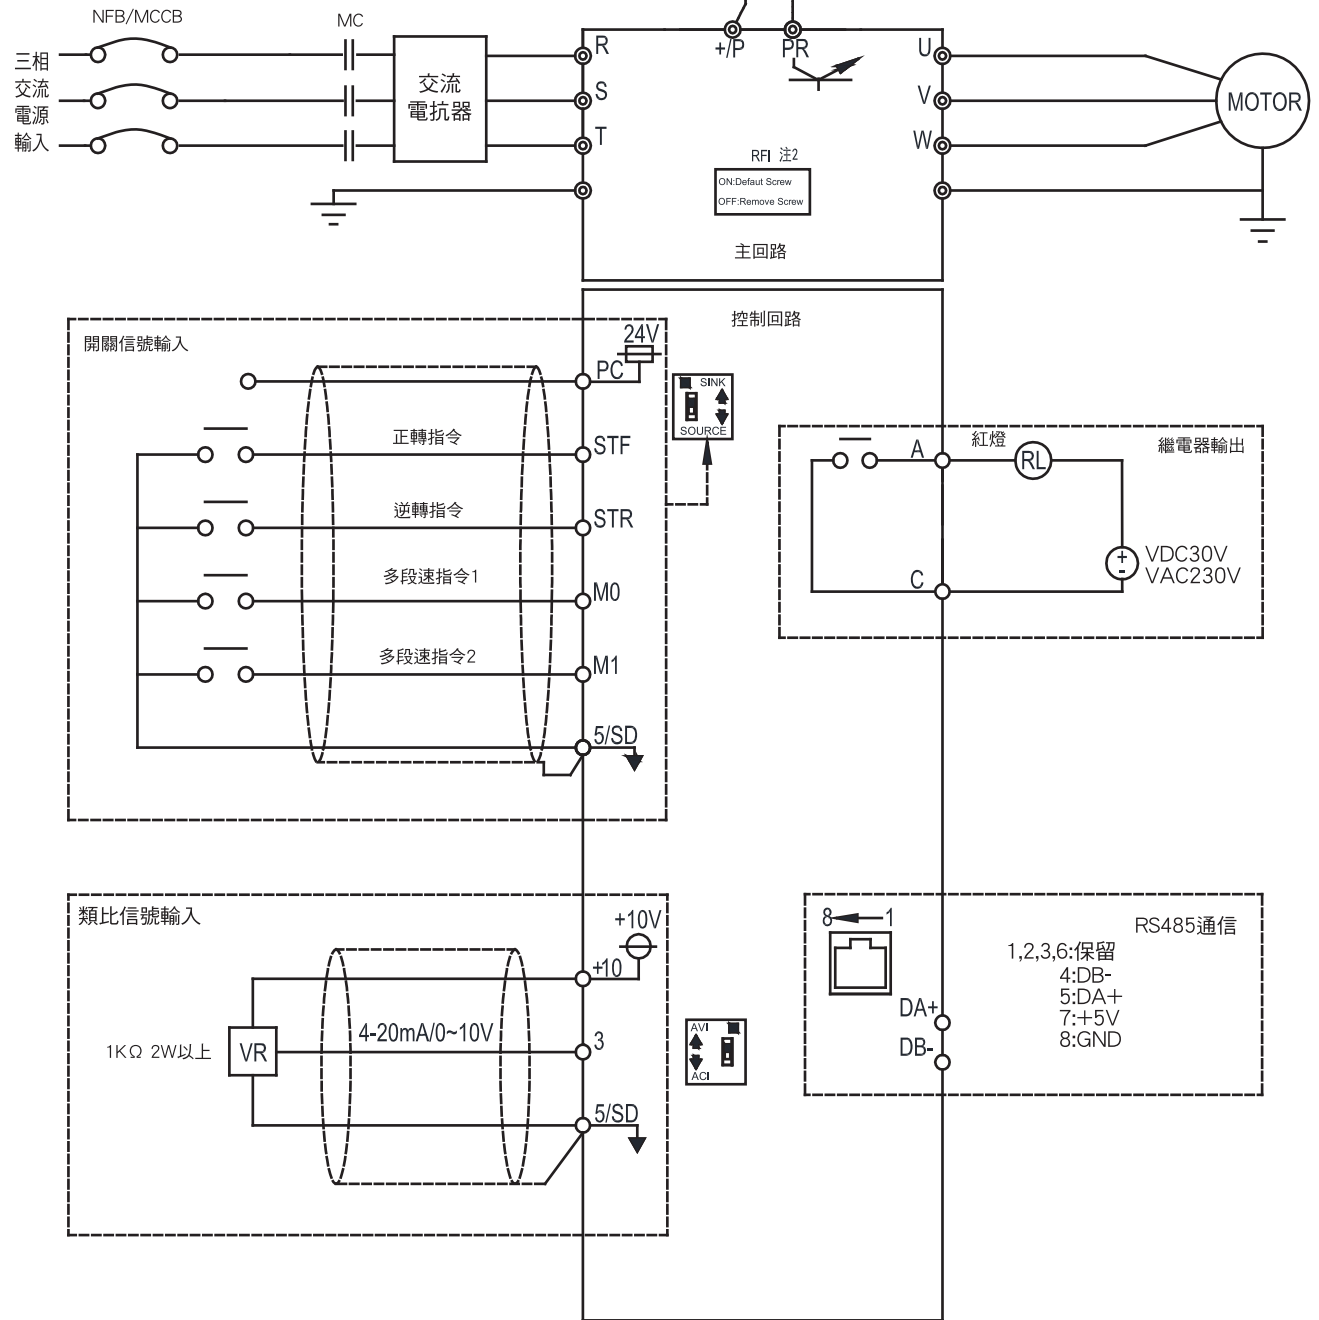 NFB/MCCB
MC
三相
交流
電源
輸入
交流
電抗器
R
S
T
+/P
PR
U
V
W
MOTOR
RFI 注2
ON:Defaut Screw
OFF:Remove Screw
主回路
控制回路
開關信號輸入
24V
PC
正轉指令
STF
逆轉指令
STR
多段速指令1
M0
多段速指令2
M1
5/SD
SINK
SOURCE
A
紅燈
RL
繼電器輸出
+
-
VDC30V
VAC230V
C
類比信號輸入
+10V
+10
1KΩ 2W以上
VR
4-20mA/0~10V
3
5/SD
AVI
ACI
8
1
RS485通信
1,2,3,6:保留
4:DB-
5:DA+
7:+5V
8:GND
DA+
DB-